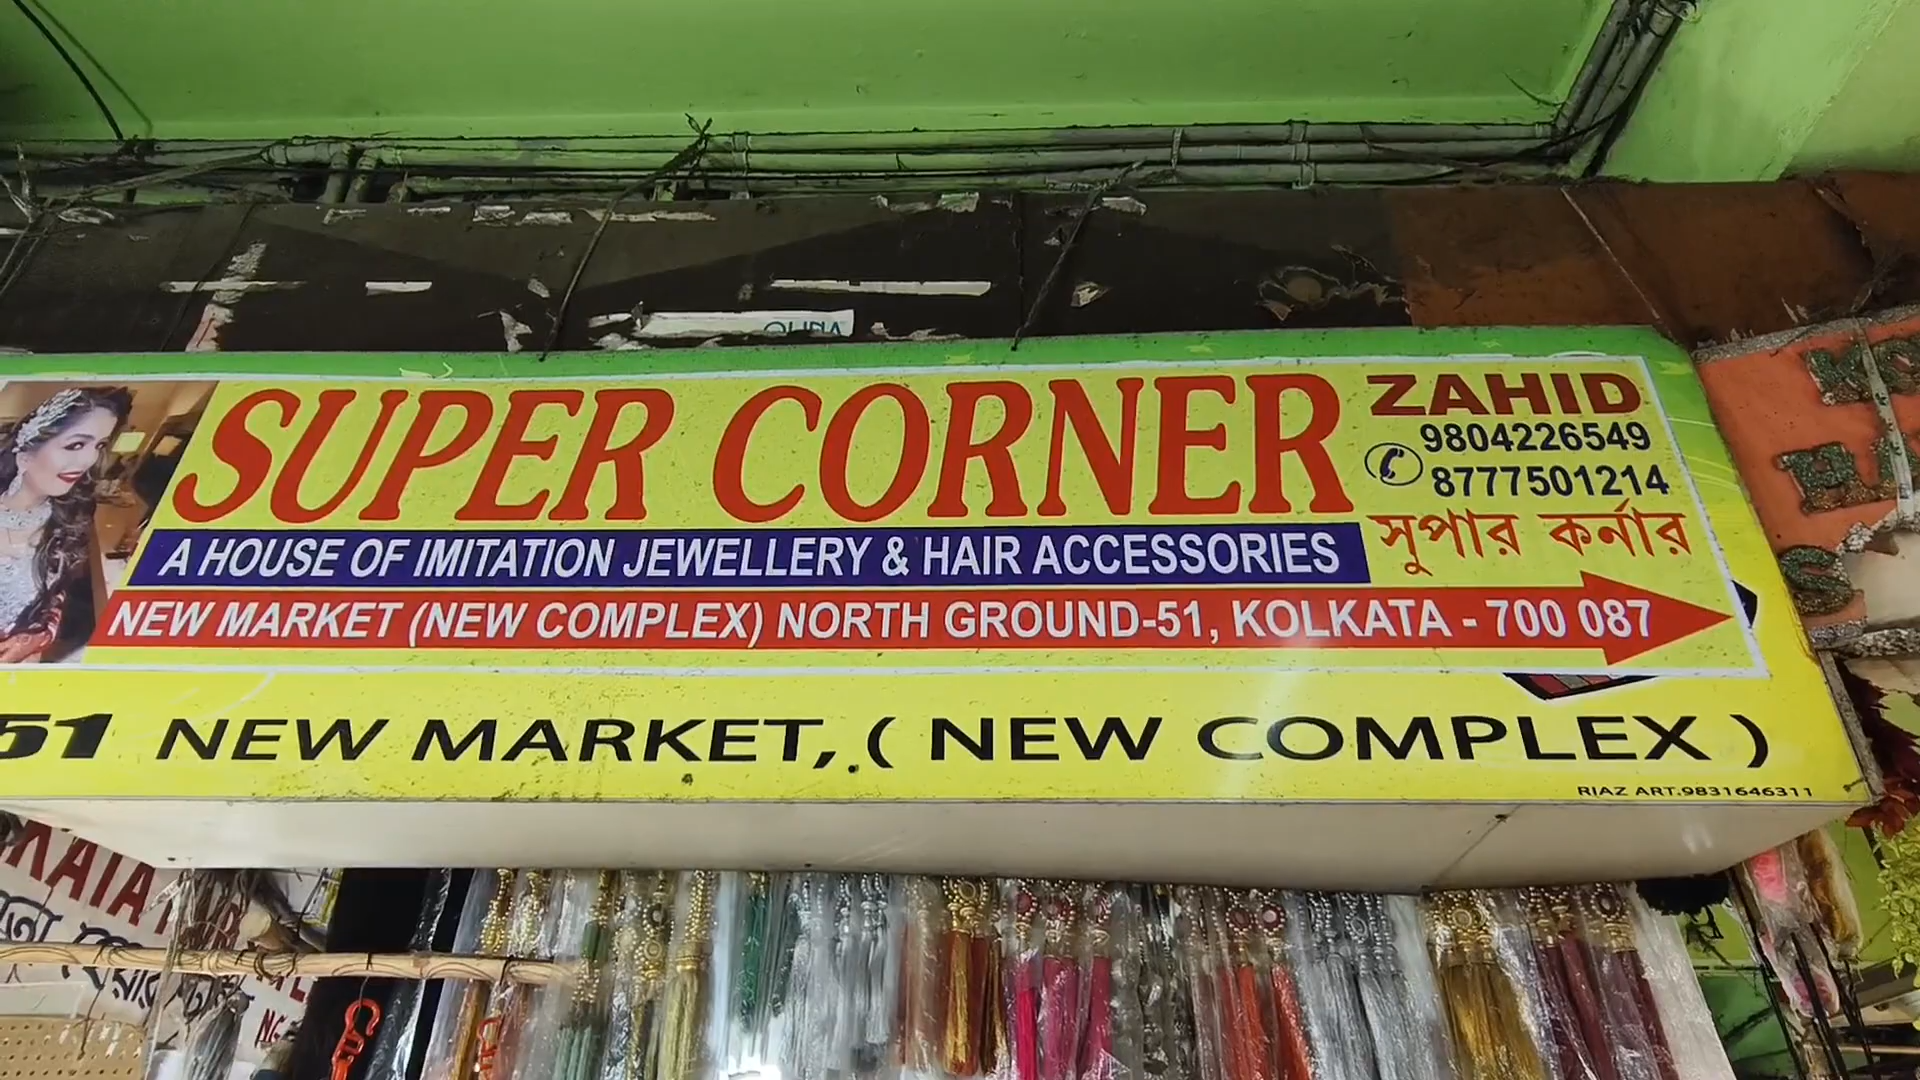 SUPER CORNER
ZAHID
9804226549
8777501214
সুপার কর্নার
A HOUSE OF IMITATION JEWELLERY & HAIR ACCESSORIES
NEW MARKET (NEW COMPLEX) NORTH GROUND-51, KOLKATA - 700 087
51 NEW MARKET, ( NEW COMPLEX )
RIAZ ART.9831646311